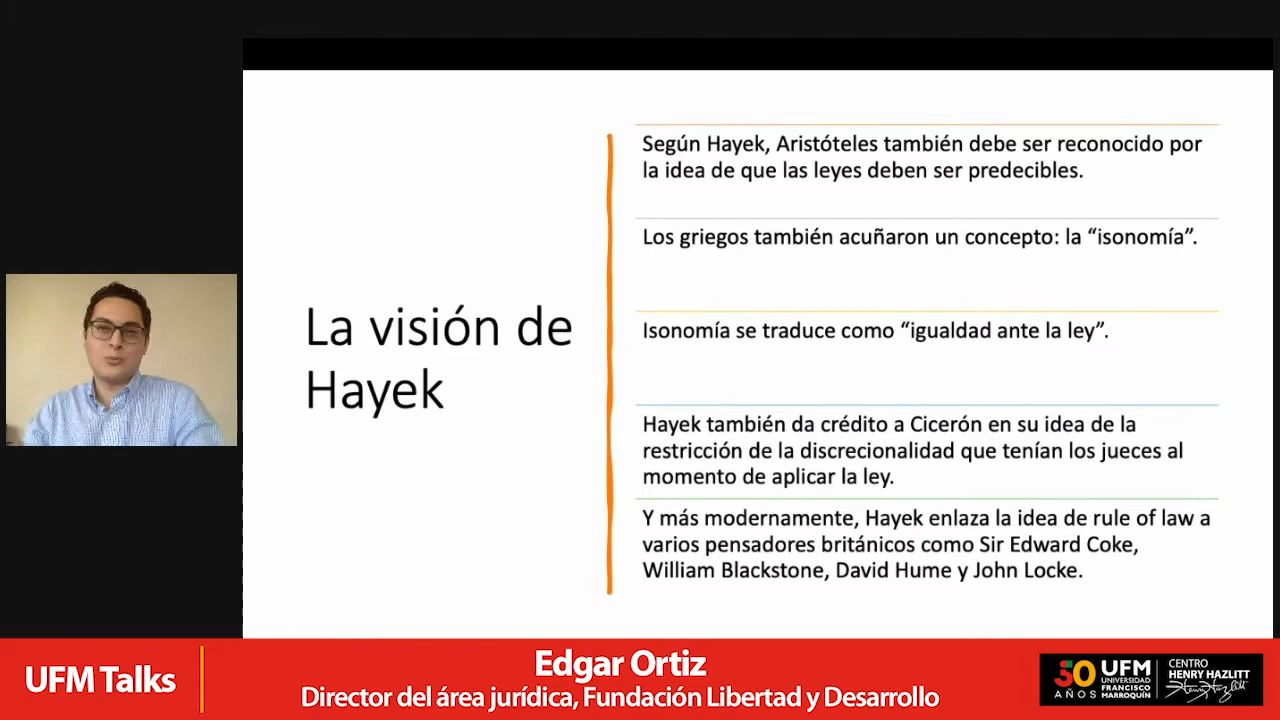 La visión de
Hayek
Según Hayek, Aristóteles también debe ser reconocido por
la idea de que las leyes deben ser predecibles.
Los griegos también acuñaron un concepto: la “isonomía”.
Isonomía se traduce como “igualdad ante la ley”.
Hayek también da crédito a Cicerón en su idea de la
restricción de la discrecionalidad que tenían los jueces al
momento de aplicar la ley.
Y más modernamente, Hayek enlaza la idea de rule of law a
varios pensadores británicos como Sir Edward Coke,
William Blackstone, David Hume y John Locke.
UFM Talks
Edgar Ortiz
Director del área jurídica, Fundación Libertad y Desarrollo
50
AÑOS
UFM
UNIVERSIDAD
FRANCISCO
MARROQUÍN
CENTRO
HENRY HAZLITT